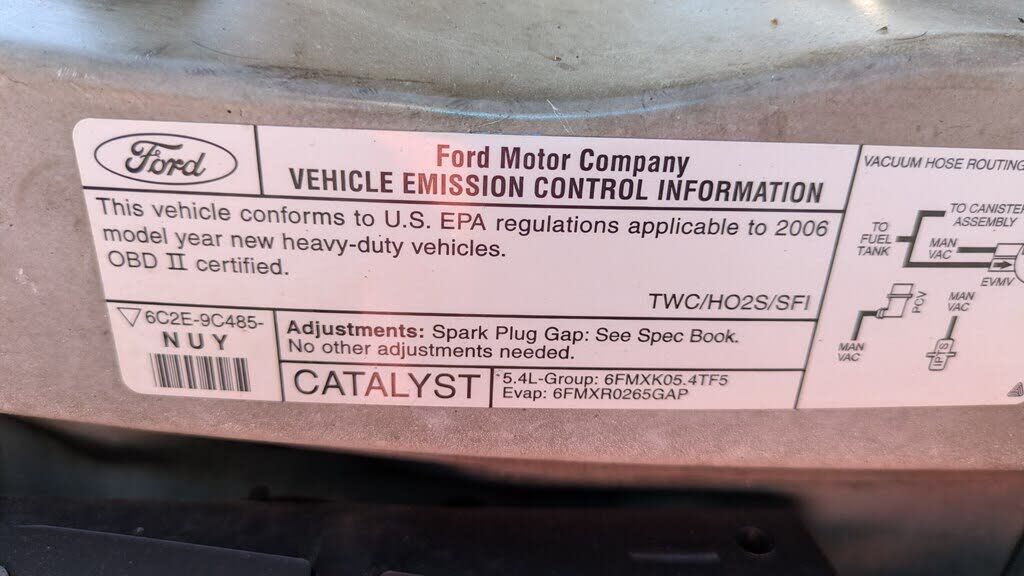 Ford
Ford Motor Company
VEHICLE EMISSION CONTROL INFORMATION
This vehicle conforms to U.S. EPA regulations applicable to 2006
model year new heavy-duty vehicles.
OBD II certified.
TWC/HO2S/SFI
6C2E-9C485-
NUY
Adjustments: Spark Plug Gap: See Spec Book.
No other adjustments needed.
CATALYST
5.4L-Group: 6FMXK05.4TF5
Evap: 6FMXR0265GAP
VACUUM HOSE ROUTING
TO CANISTER
ASSEMBLY
TO
FUEL
TANK
MAN
VAC
EVMV
PCV
MAN
VAC
MAN
VAC